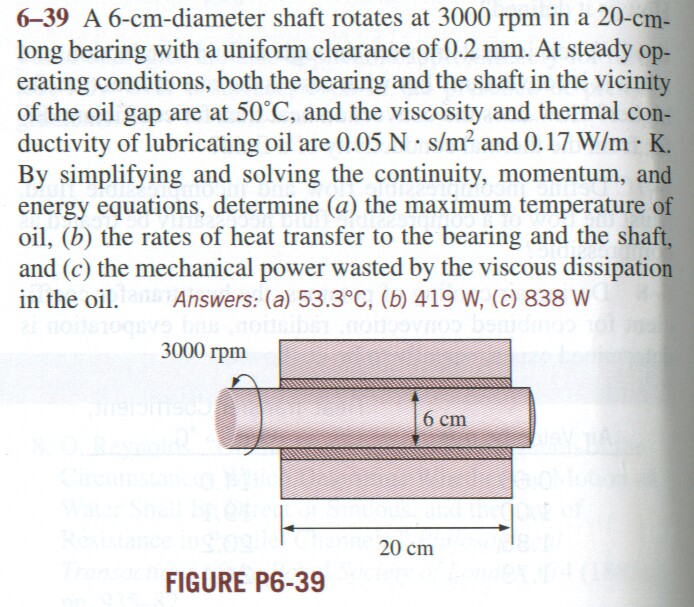 6–39 A 6-cm-diameter shaft rotates at 3000 rpm in a 20-cm-
long bearing with a uniform clearance of 0.2 mm. At steady op-
erating conditions, both the bearing and the shaft in the vicinity
of the oil gap are at 50˚C, and the viscosity and thermal con-
ductivity of lubricating oil are 0.05 N · s/m² and 0.17 W/m · K.
By simplifying and solving the continuity, momentum, and
energy equations, determine (a) the maximum temperature of
oil, (b) the rates of heat transfer to the bearing and the shaft,
and (c) the mechanical power wasted by the viscous dissipation
in the oil. Answers: (a) 53.3°C, (b) 419 W, (c) 838 W
3000 rpm
6 cm
20 cm
FIGURE P6-39